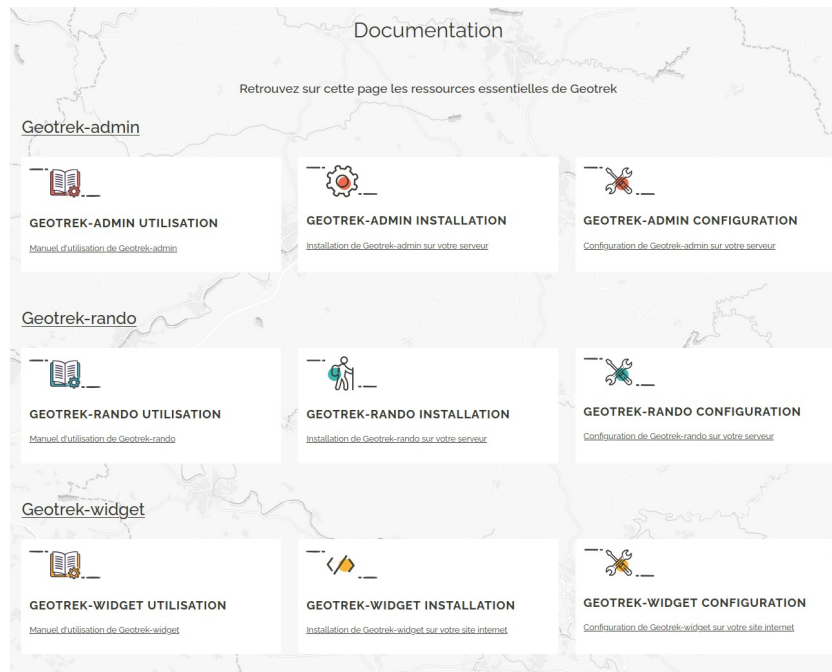 Documentation
Retrouvez sur cette page les ressources essentielles de Geotrek
Geotrek-admin
GEOTREK-ADMIN UTILISATION
Manuel d'utilisation de Geotrek-admin
GEOTREK-ADMIN INSTALLATION
Installation de Geotrek-admin sur votre serveur
GEOTREK-ADMIN CONFIGURATION
Configuration de Geotrek-admin sur votre serveur
Geotrek-rando
GEOTREK-RANDO UTILISATION
Manuel d'utilisation de Geotrek-rando
GEOTREK-RANDO INSTALLATION
Installation de Geotrek-rando sur votre serveur
GEOTREK-RANDO CONFIGURATION
Configuration de Geotrek-rando sur votre serveur
Geotrek-widget
GEOTREK-WIDGET UTILISATION
Manuel d'utilisation de Geotrek-widget
GEOTREK-WIDGET INSTALLATION
Installation de Geotrek-widget sur votre site internet
GEOTREK-WIDGET CONFIGURATION
Configuration de Geotrek-widget sur votre site internet